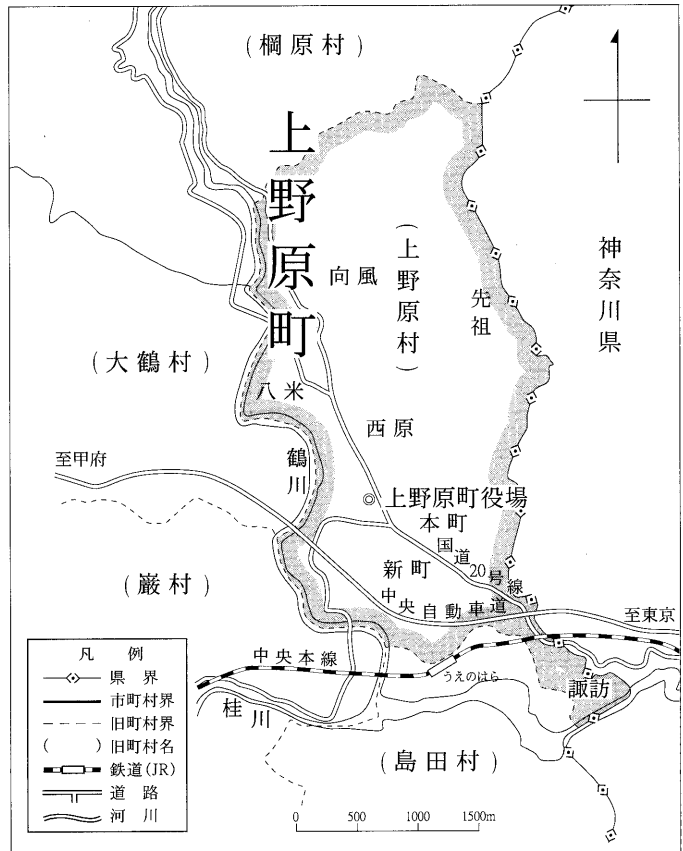 (棡原村)
上野原町
(上野原村)
神奈川県
向風
先祖
(大鶴村)
八米
西原
鶴川
至甲府
上野原町役場
本町
国道20号線
新町
(巌村)
中央自動車道
至東京
中央本線
うえのはら
諏訪
桂川
(島田村)
凡 例
県 界
市町村界
旧町村界
( ) 旧町村名
鉄道(JR)
道 路
河 川
0 500 1000 1500m